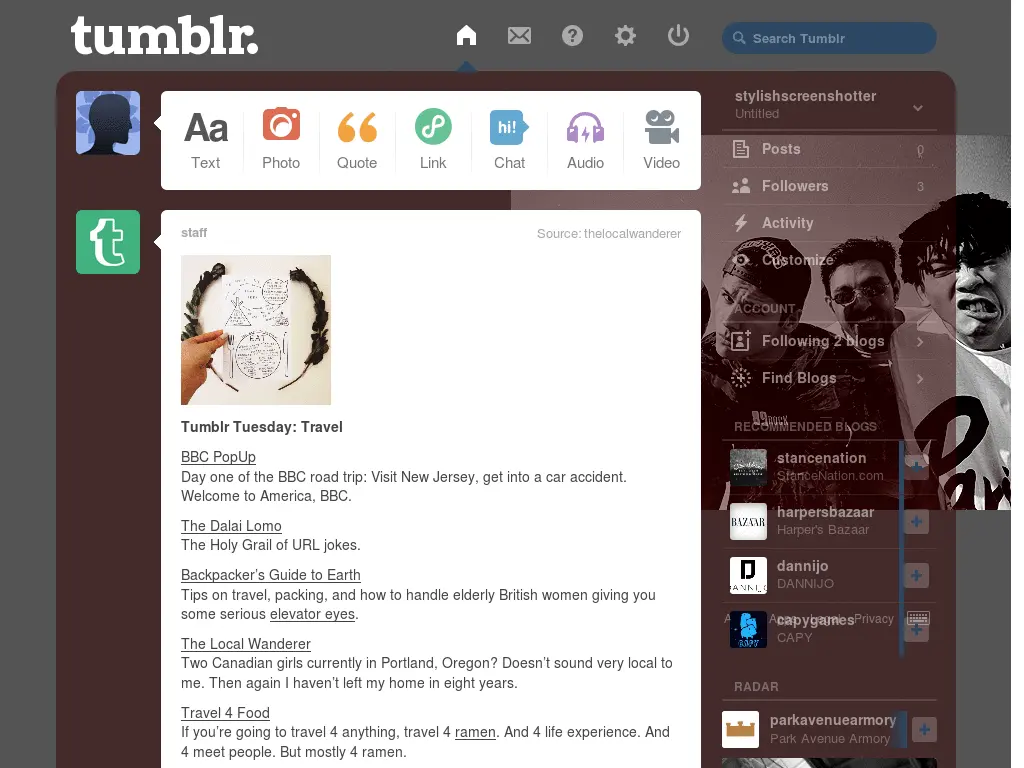 tumblr.
Search Tumblr
Aa
Text
Photo
Quote
Link
hi!
Chat
Audio
Video
staff
Source: thelocalwanderer
EAT
Tumblr Tuesday: Travel
BBC PopUp
Day one of the BBC road trip: Visit New Jersey, get into a car accident.
Welcome to America, BBC.
The Dalai Lomo
The Holy Grail of URL jokes.
Backpacker’s Guide to Earth
Tips on travel, packing, and how to handle elderly British women giving you
some serious elevator eyes.
The Local Wanderer
Two Canadian girls currently in Portland, Oregon? Doesn’t sound very local to
me. Then again I haven’t left my home in eight years.
Travel 4 Food
If you’re going to travel 4 anything, travel 4 ramen. And 4 life experience. And
4 meet people. But mostly 4 ramen.
stylishscreenshotter
Untitled
Posts 0
Followers 3
Activity
Customize
ACCOUNT
Following 2 blogs
Find Blogs
RECOMMENDED BLOGS
stancenation
StanceNation.com
BAZAAR
harpersbazaar
Harper's Bazaar
dannijo
DANNIJO
capygames
CAPY
Apps Legal Privacy
RADAR
parkavenuearmory
Park Avenue Armory